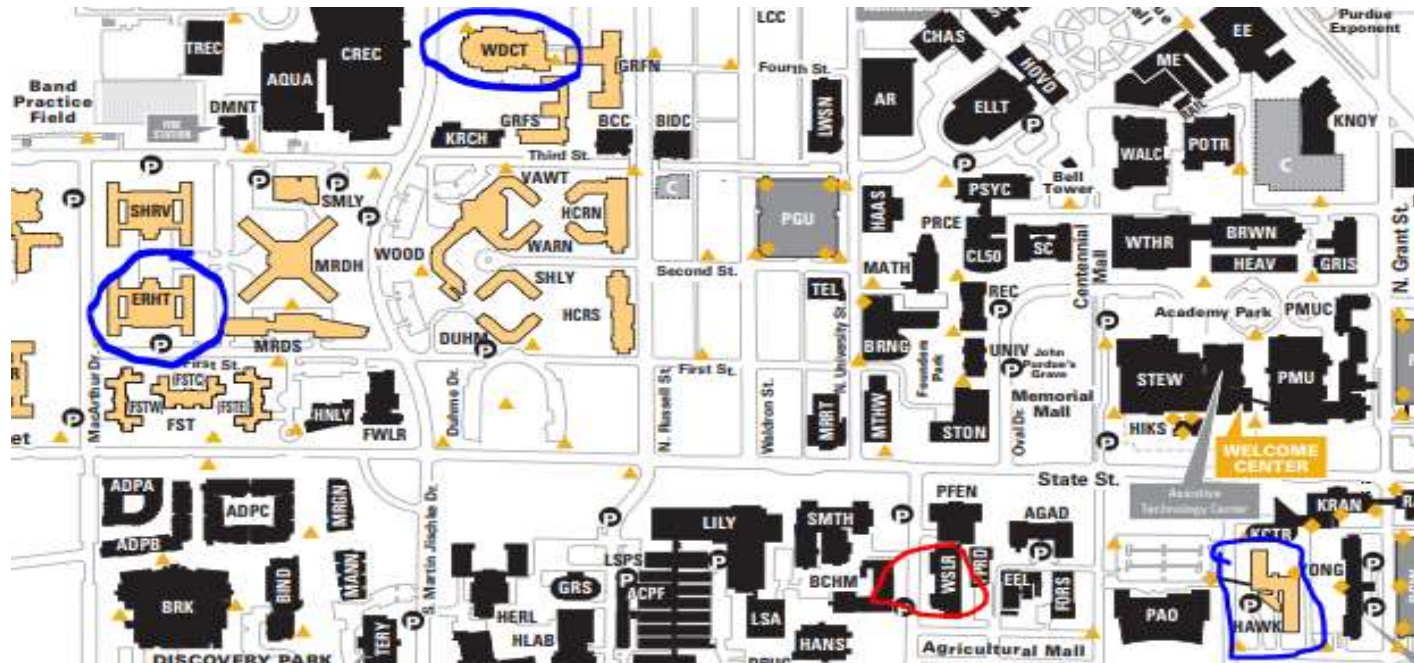 TREC
CREC
AQUA
Band
Practice
Field
DMNT
FIRE
STATION
WDCT
GRFN
GRFS
KRCH
BCC
BIDC
LCC
Fourth St.
LWSN
Third St.
CHAS
AR
ELLT
HOVD
ME
RAIL
EE
Purdue
Exponent
KNOY
C
WALC
POTR
Bell
Tower
SHRV
SMLY
MRDH
ERHT
MRDS
VAWT
HCRN
WARN
WOOD
SHLY
HCRS
DUHM
C
PGU
Second St.
TEL
HAAS
PRCE
PSYC
CL50
SC
MATH
REC
BRNG
UNIV
Founders
Park
John
Purdue's
Grave
Centennial
Mall
WTHR
BRWN
HEAV
GRIS
N. Grant St.
Academy Park
PMUC
STEW
PMU
Memorial
Mall
HIKS
WELCOME
CENTER
MacArthur Dr.
First St.
(FSTC)
(FSTW)
(FSTE)
FST
HNLY
FWLR
Duhme Dr.
N. Russell St.
First St.
Waldron St.
N. University St.
MRRT
MTHW
STON
Oval Dr.
State St.
Assistive
Technology Center
et
ADPA
ADPB
ADPC
MRGN
BRK
BIND
MANN
TERY
DISCOVERY PARK
S. Martin Jischke Dr.
HERL
HLAB
GRS
LSPS
ACPF
LILY
SMTH
BCHM
LSA
HANS
PFEN
WSLR
AGAD
EEL
FORS
Agricultural Mall
PAO
KRAN
KCTR
HAWK